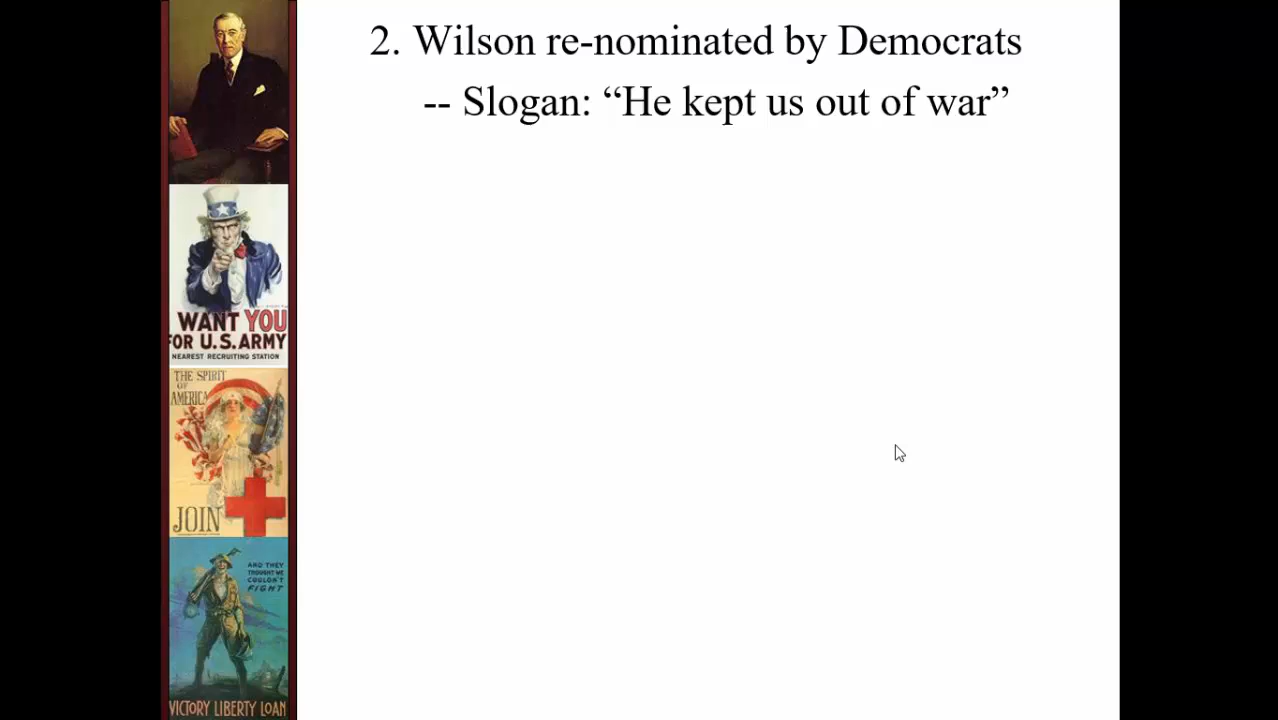 2. Wilson re-nominated by Democrats
-- Slogan: “He kept us out of war”
WANT YOU
FOR U.S. ARMY
NEAREST RECRUITING STATION
THE SPIRIT
OF
AMERICA
JOIN
AND THEY
THOUGHT WE
COULDN'T
FIGHT
VICTORY LIBERTY LOAN